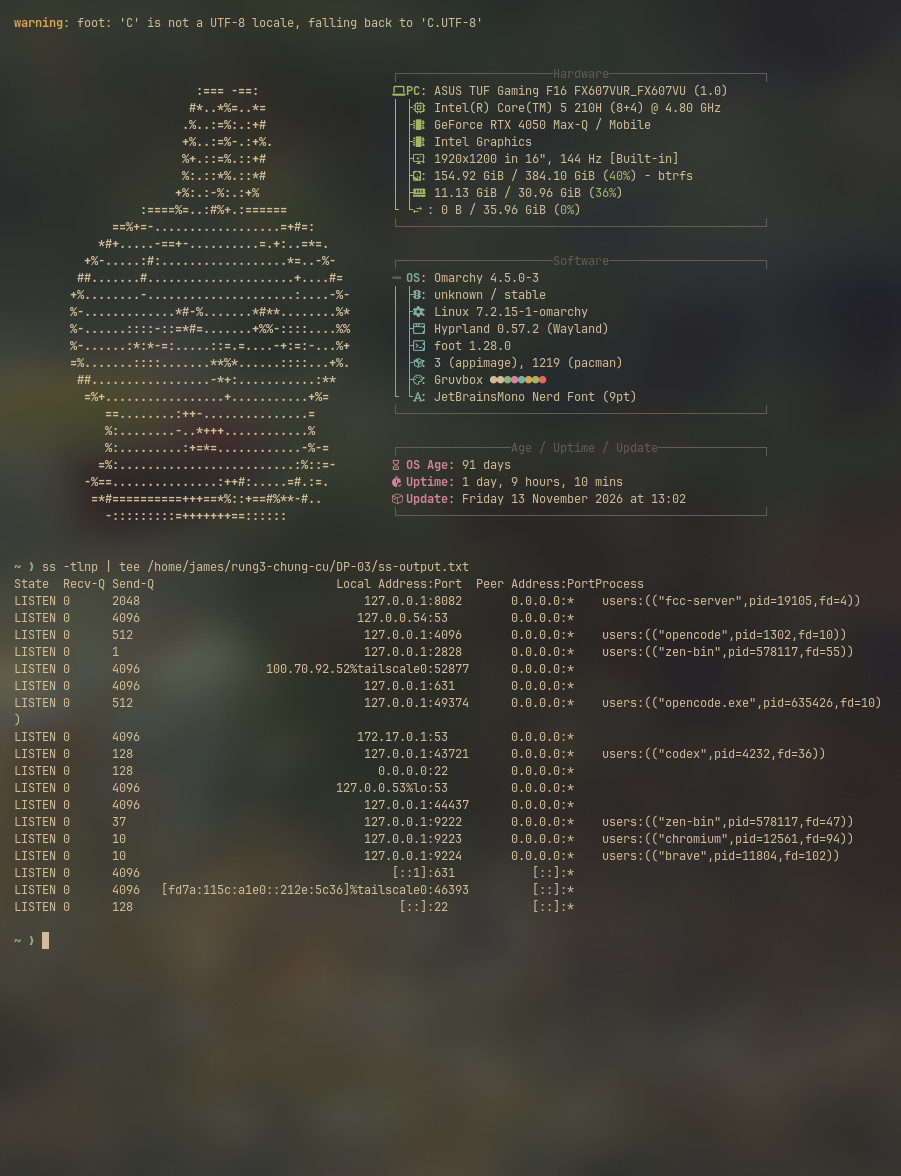 warning: foot: 'C' is not a UTF-8 locale, falling back to 'C.UTF-8'
Hardware
PC: ASUS TUF Gaming F16 FX607VUR_FX607VU (1.0)
: Intel(R) Core(TM) 5 210H (8+4) @ 4.80 GHz
: GeForce RTX 4050 Max-Q / Mobile
: Intel Graphics
: 1920x1200 in 16", 144 Hz [Built-in]
: 154.92 GiB / 384.10 GiB (40%) - btrfs
: 11.13 GiB / 30.96 GiB (36%)
: 0 B / 35.96 GiB (0%)
Software
OS: Omarchy 4.5.0-3
: unknown / stable
: Linux 7.2.15-1-omarchy
: Hyprland 0.57.2 (Wayland)
: foot 1.28.0
: 3 (appimage), 1219 (pacman)
: Gruvbox
: JetBrainsMono Nerd Font (9pt)
Age / Uptime / Update
OS Age: 91 days
Uptime: 1 day, 9 hours, 10 mins
Update: Friday 13 November 2026 at 13:02
~ ❯ ss -tlnp | tee /home/james/rung3-chung-cu/DP-03/ss-output.txt
State Recv-Q Send-Q Local Address:Port Peer Address:PortProcess
LISTEN 0 2048 127.0.0.1:8082 0.0.0.0:* users:(("fcc-server",pid=19105,fd=4))
LISTEN 0 4096 127.0.0.54:53 0.0.0.0:*
LISTEN 0 512 127.0.0.1:4096 0.0.0.0:* users:(("opencode",pid=1302,fd=10))
LISTEN 0 1 127.0.0.1:2828 0.0.0.0:* users:(("zen-bin",pid=578117,fd=55))
LISTEN 0 4096 100.70.92.52%tailscale0:52877 0.0.0.0:*
LISTEN 0 4096 127.0.0.1:631 0.0.0.0:*
LISTEN 0 512 127.0.0.1:49374 0.0.0.0:* users:(("opencode.exe",pid=635426,fd=10)
)
LISTEN 0 4096 172.17.0.1:53 0.0.0.0:*
LISTEN 0 128 127.0.0.1:43721 0.0.0.0:* users:(("codex",pid=4232,fd=36))
LISTEN 0 128 0.0.0.0:22 0.0.0.0:*
LISTEN 0 4096 127.0.0.53%lo:53 0.0.0.0:*
LISTEN 0 4096 127.0.0.1:44437 0.0.0.0:*
LISTEN 0 37 127.0.0.1:9222 0.0.0.0:* users:(("zen-bin",pid=578117,fd=47))
LISTEN 0 10 127.0.0.1:9223 0.0.0.0:* users:(("chromium",pid=12561,fd=94))
LISTEN 0 10 127.0.0.1:9224 0.0.0.0:* users:(("brave",pid=11804,fd=102))
LISTEN 0 4096 [::1]:631 [::]:*
LISTEN 0 4096 [fd7a:115c:a1e0::212e:5c36]%tailscale0:46393 [::]:*
LISTEN 0 128 [::]:22 [::]:*
~ ❯